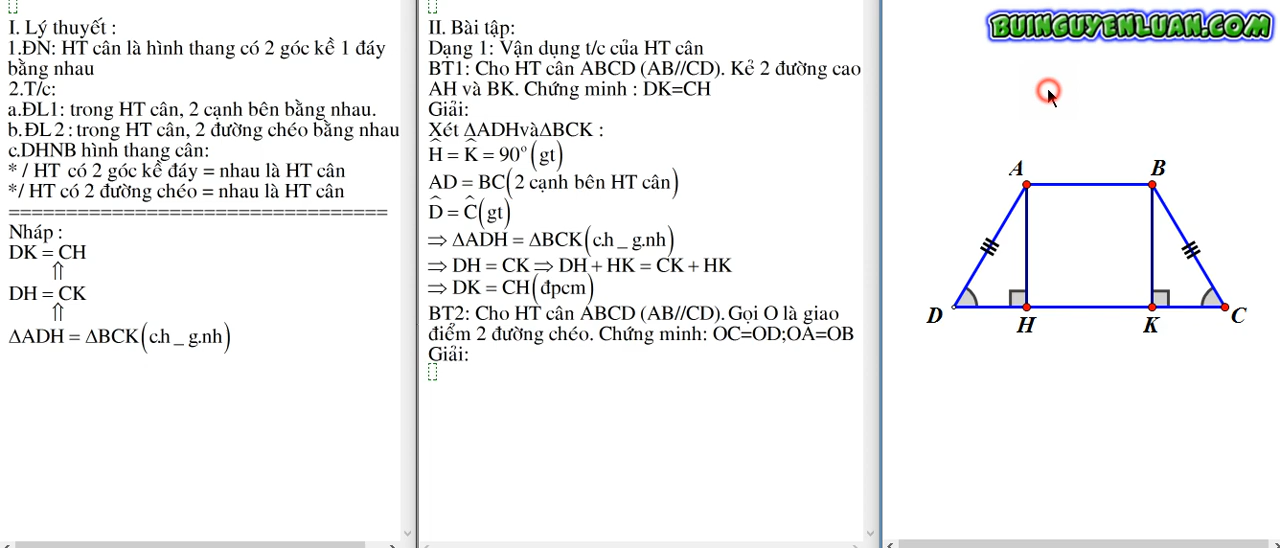 I. Lý thuyết :
1.ĐN: HT cân là hình thang có 2 góc kề 1 đáy
bằng nhau
2.T/c:
a.ĐL1: trong HT cân, 2 cạnh bên bằng nhau.
b.ĐL2: trong HT cân, 2 đường chéo bằng nhau
c.DHNB hình thang cân:
* / HT có 2 góc kề đáy = nhau là HT cân
*/ HT có 2 đường chéo = nhau là HT cân
=================================
Nháp :
DK = CH
⇑
DH = CK
⇑
ΔADH = ΔBCK(c.h _ g.nh)
II. Bài tập:
Dạng 1: Vận dụng t/c của HT cân
BT1: Cho HT cân ABCD (AB//CD). Kẻ 2 đường cao
AH và BK. Chứng minh : DK=CH
Giải:
Xét ΔADHvàΔBCK :
Ĥ = K̂ = 90° (gt)
AD = BC(2 cạnh bên HT cân)
D̂ = Ĉ(gt)
⇒ ΔADH = ΔBCK(c.h _ g.nh)
⇒ DH = CK ⇒ DH + HK = CK + HK
⇒ DK = CH(đpcm)
BT2: Cho HT cân ABCD (AB//CD). Gọi O là giao
điểm 2 đường chéo. Chứng minh: OC=OD;OA=OB
Giải:
BUINGUYENLUAN.COM
A B
D H K C